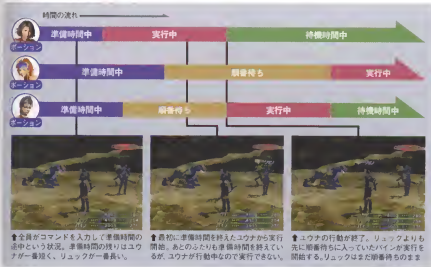 時間の流れ
準備時間中
実行中
待機時間中
ポーション
準備時間中
順番待ち
実行中
ポーション
準備時間中
順番待ち
実行中
待機時間中
ポーション
⬆全員がコマンドを入力して準備時間の
途中という状況。準備時間の残りはユウ
ナが一番短く、リュックが一番長い。
⬆最初に準備時間を終えたユウナから実行
開始。あとのふたりも準備時間を終えてい
るが、ユウナが行動中なので実行できない。
⬆ユウナの行動が終了。リュックよりも
先に順番待ちに入っていたパインが実行を
開始する。リュックはまだ順番待ちのまま